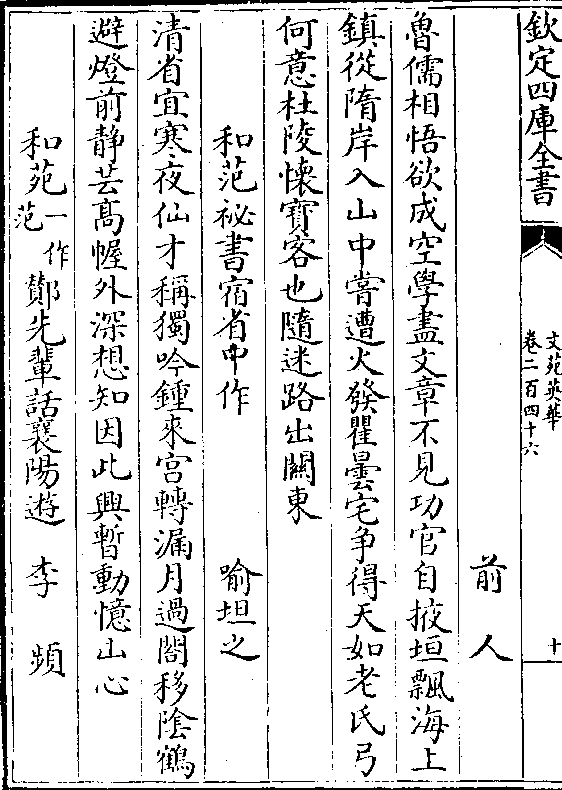 欽定四庫全書
文苑英華
卷二百四十六
十
前人
魯儒相悟欲成空學盡文章不見功官自掖垣飄海上
鎮從隋岸入山中嘗遭火發瞿曇宅争得天如老氏弓
何意杜陵懷寶客也隨迷路出關東
和范祕書宿省中作 喻坦之
清省宜寒夜仙才稱獨吟鍾來宫轉漏月過閣移陰鶴
避燈前静芸髙幄外深想知因此興暫動憶山心
和苑一作范鄭先輩話襄陽遊 李頻